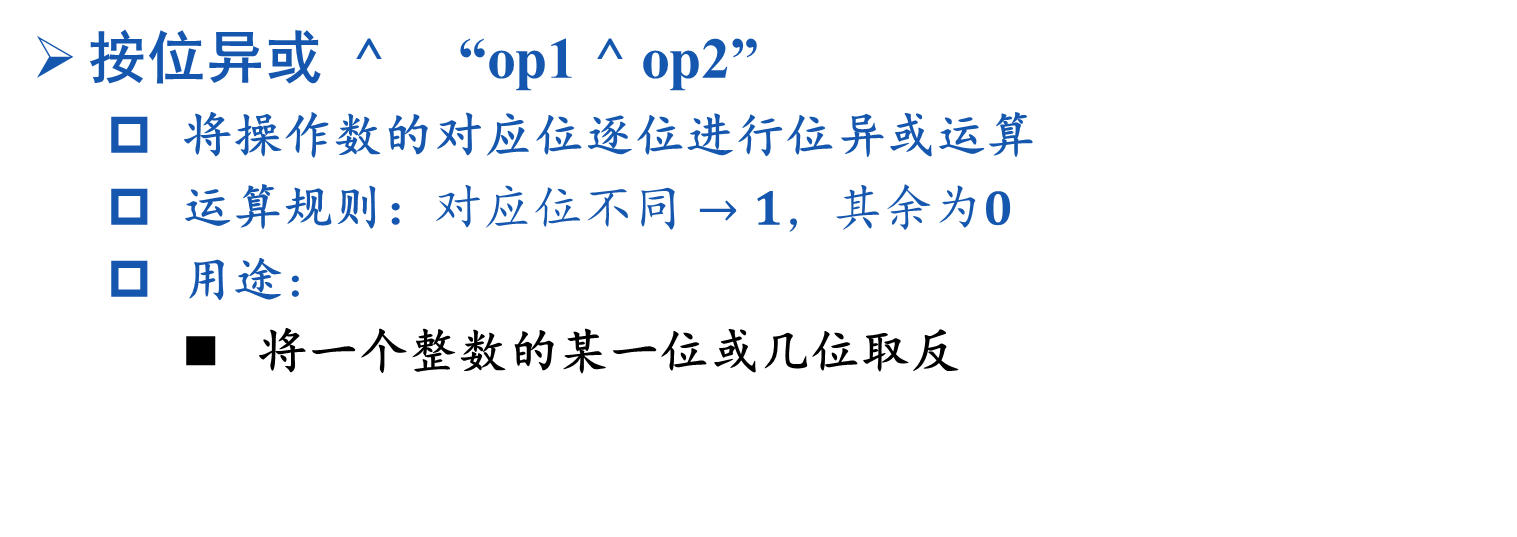 ➢ 按位异或 ^ “op1 ^ op2”
□ 将操作数的对应位逐位进行位异或运算
□ 运算规则：对应位不同 → 1，其余为0
□ 用途：
■ 将一个整数的某一位或几位取反